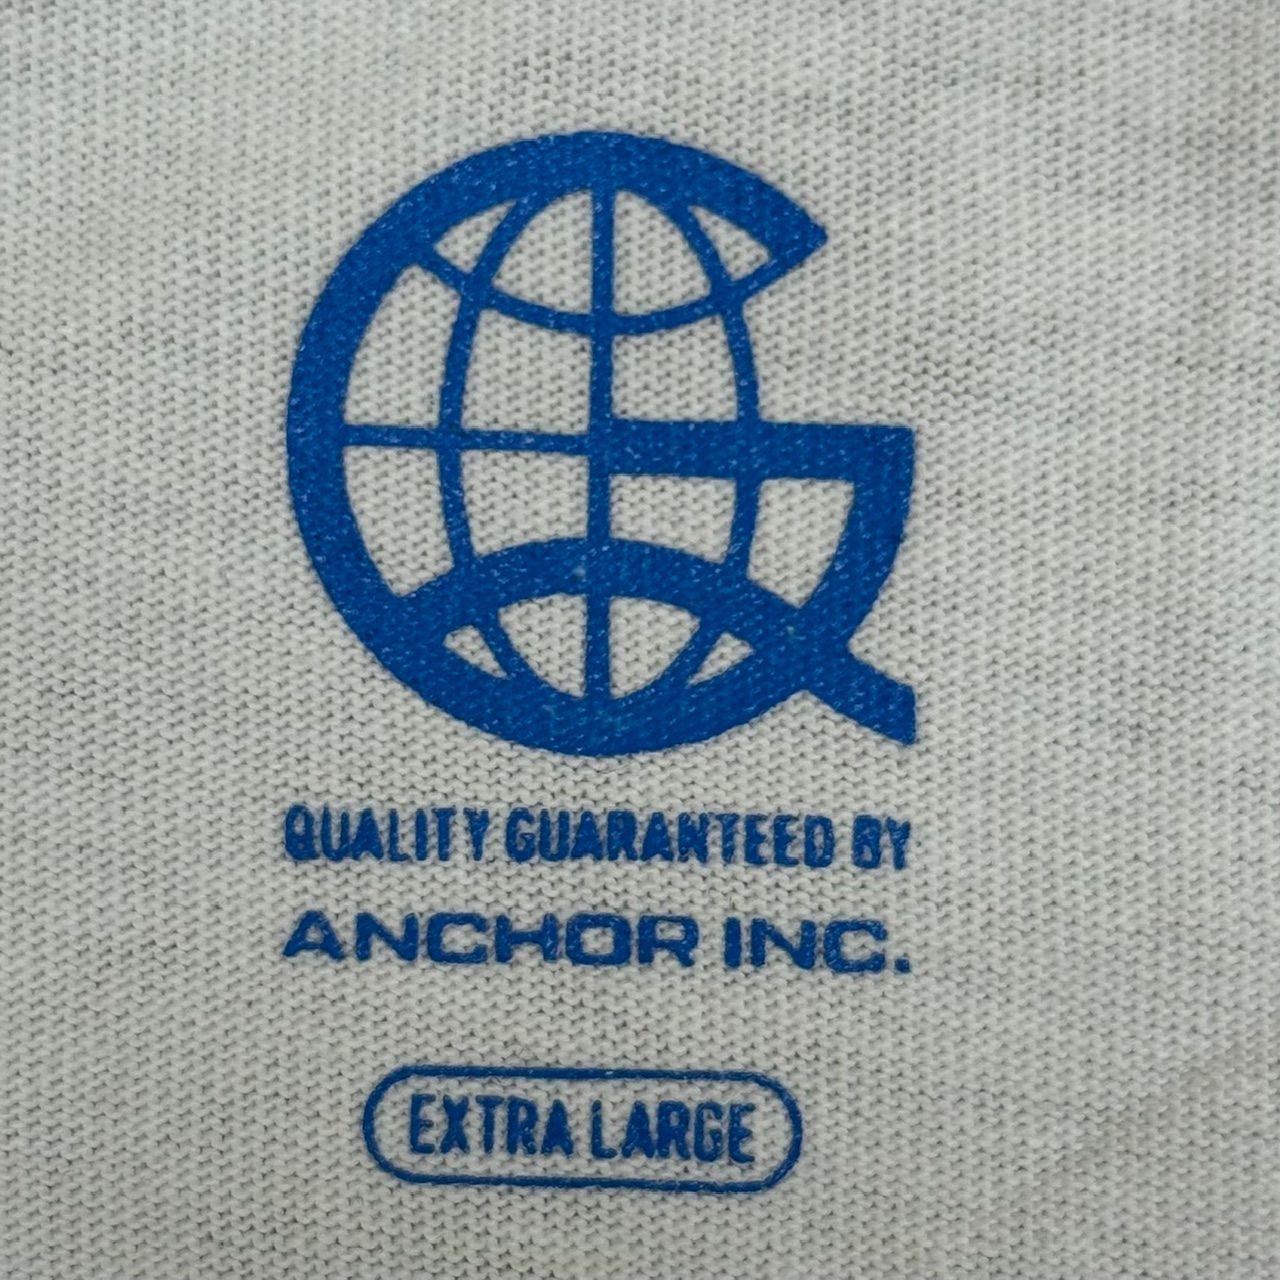 QUALITY GUARANTEED BY
ANCHOR INC.
EXTRA LARGE